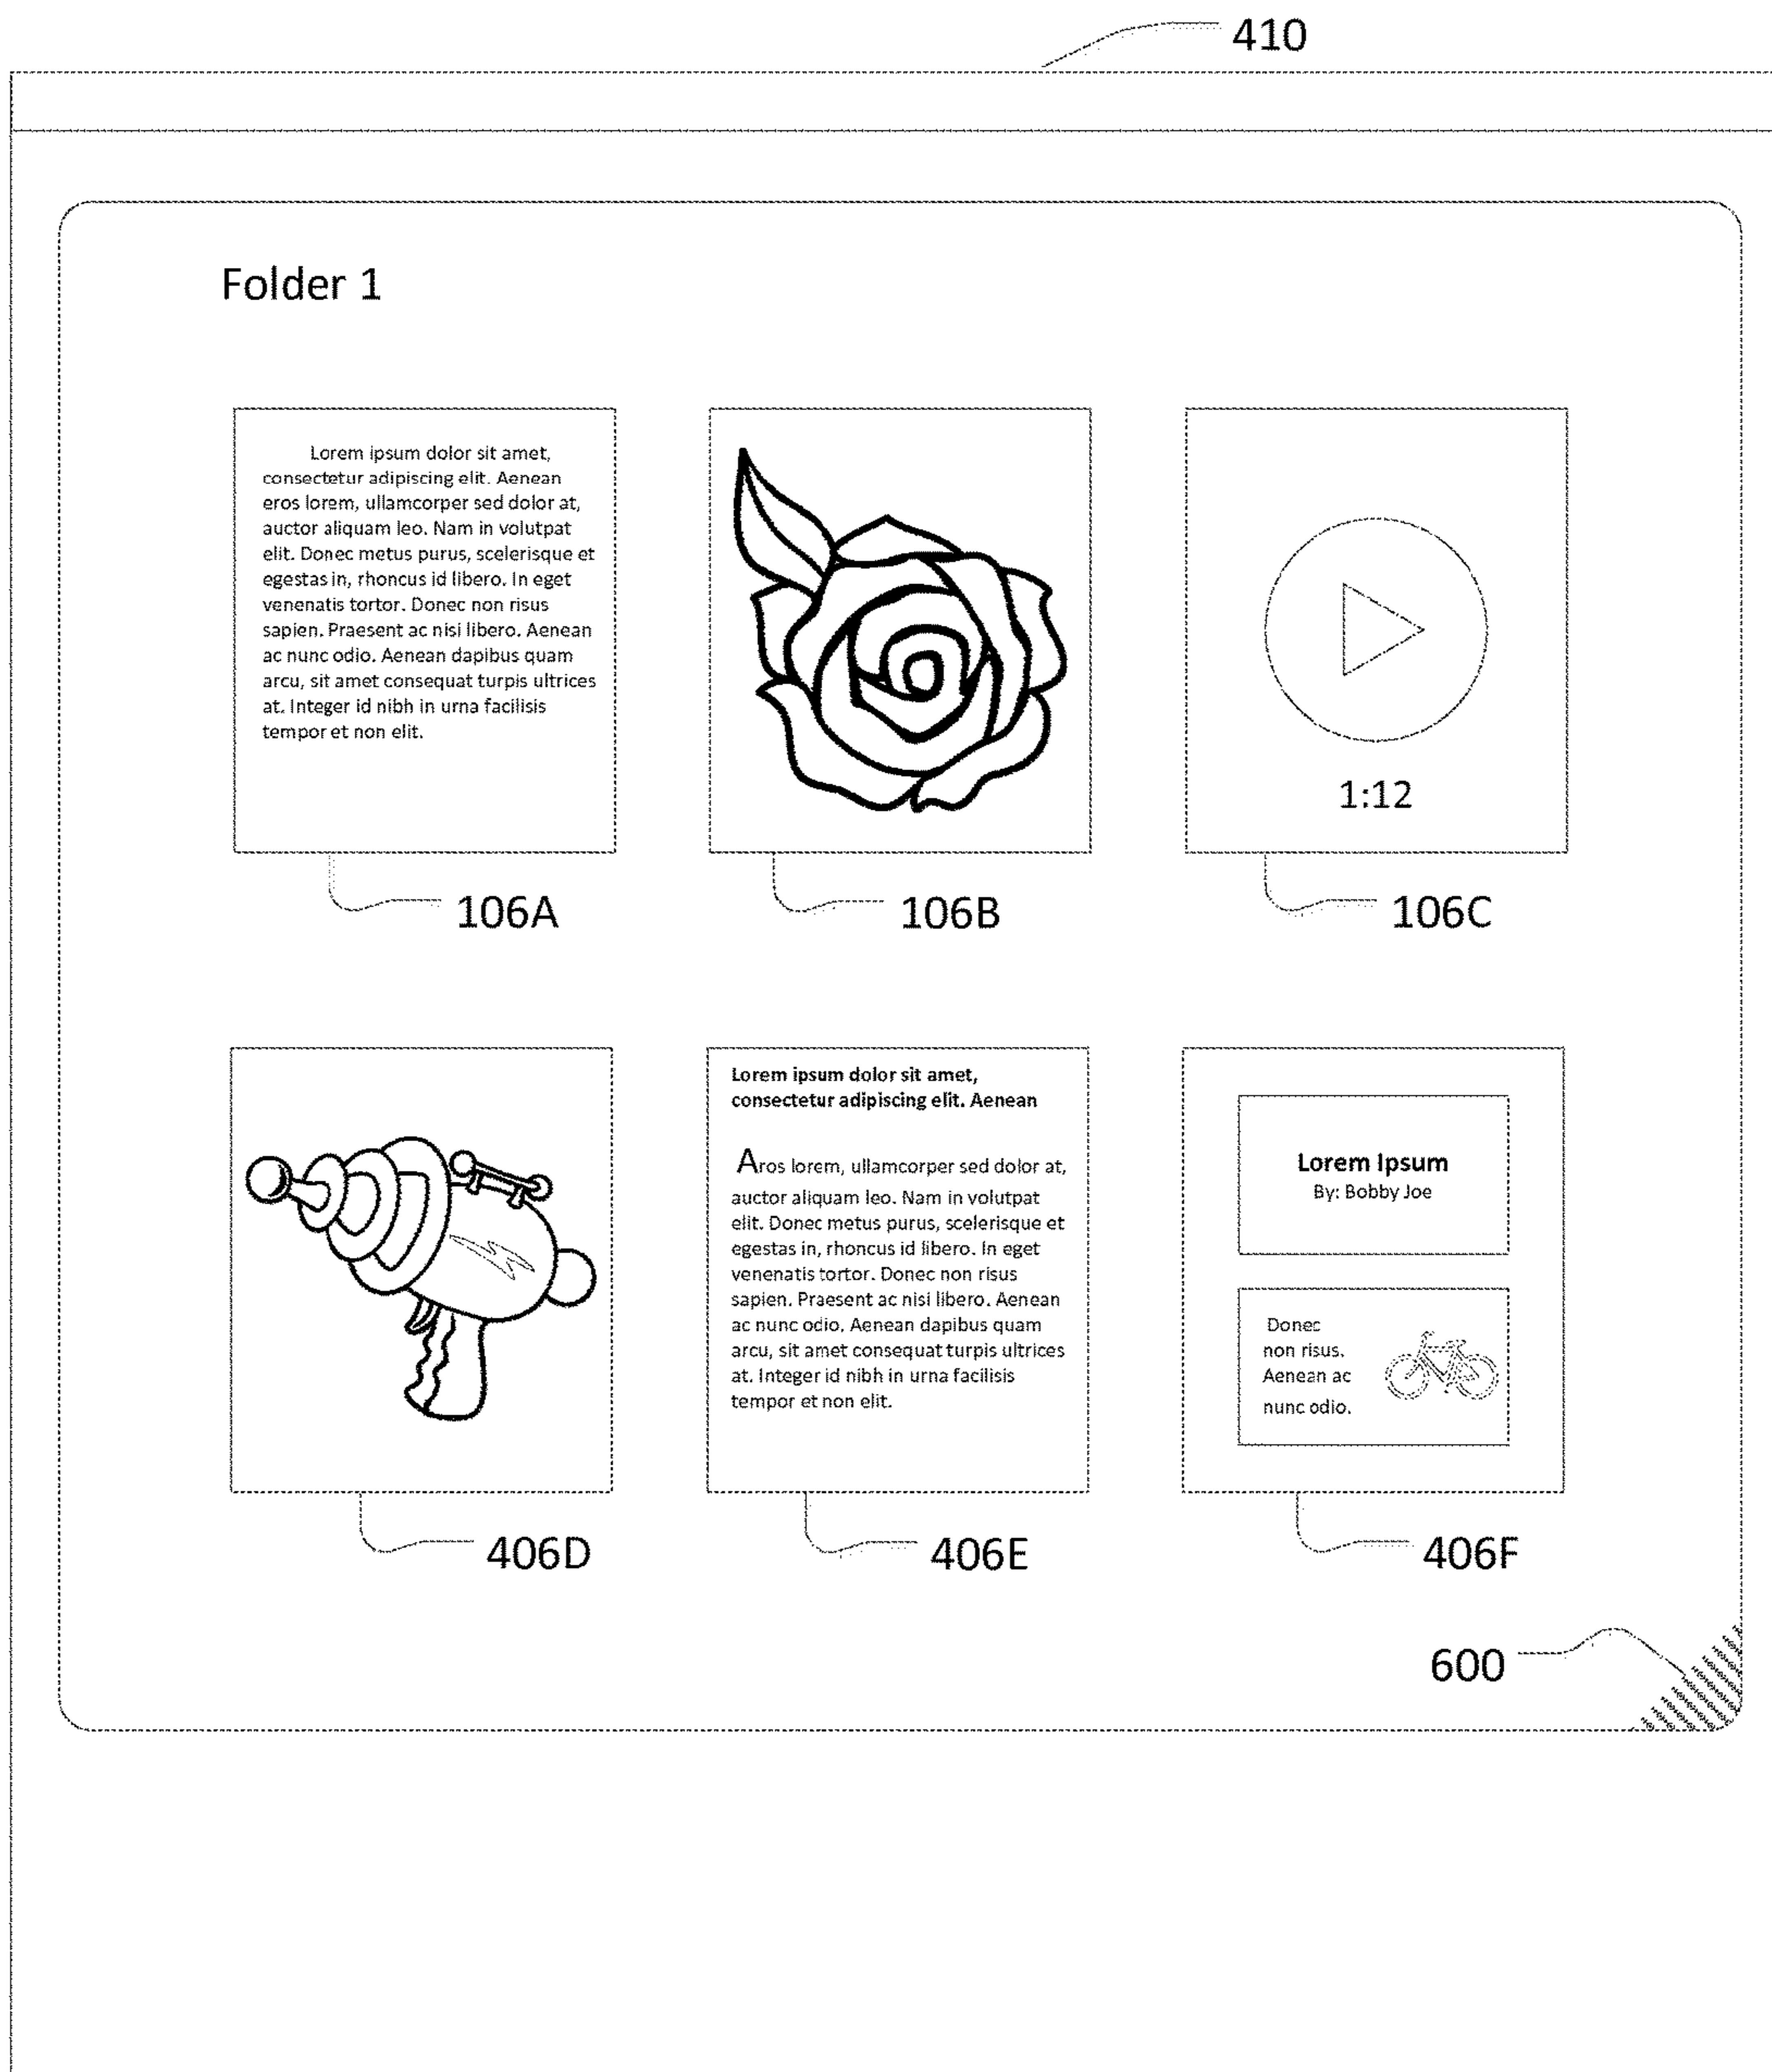 410
Folder 1
Lorem ipsum dolor sit amet,
consectetur adipiscing elit. Aenean
eros lorem, ullamcorper sed dolor at,
auctor aliquam leo. Nam in volutpat
elit. Donec metus purus, scelerisque et
egestas in, rhoncus id libero. In eget
venenatis tortor. Donec non risus
sapien. Praesent ac nisi libero. Aenean
ac nunc odio. Aenean dapibus quam
arcu, sit amet consequat turpis ultrices
at. Integer id nibh in urna facilisis
tempor et non elit.
1:12
106A
106B
106C
Lorem ipsum dolor sit amet,
consectetur adipiscing elit. Aenean
Aros lorem, ullamcorper sed dolor at,
auctor aliquam leo. Nam in volutpat
elit. Donec metus purus, scelerisque et
egestas in, rhoncus id libero. In eget
venenatis tortor. Donec non risus
sapien. Praesent ac nisi libero. Aenean
ac nunc odio. Aenean dapibus quam
arcu, sit amet consequat turpis ultrices
at. Integer id nibh in urna facilisis
tempor et non elit.
Lorem Ipsum
By: Bobby Joe
Donec
non risus.
Aenean ac
nunc odio.
406D
406E
406F
600